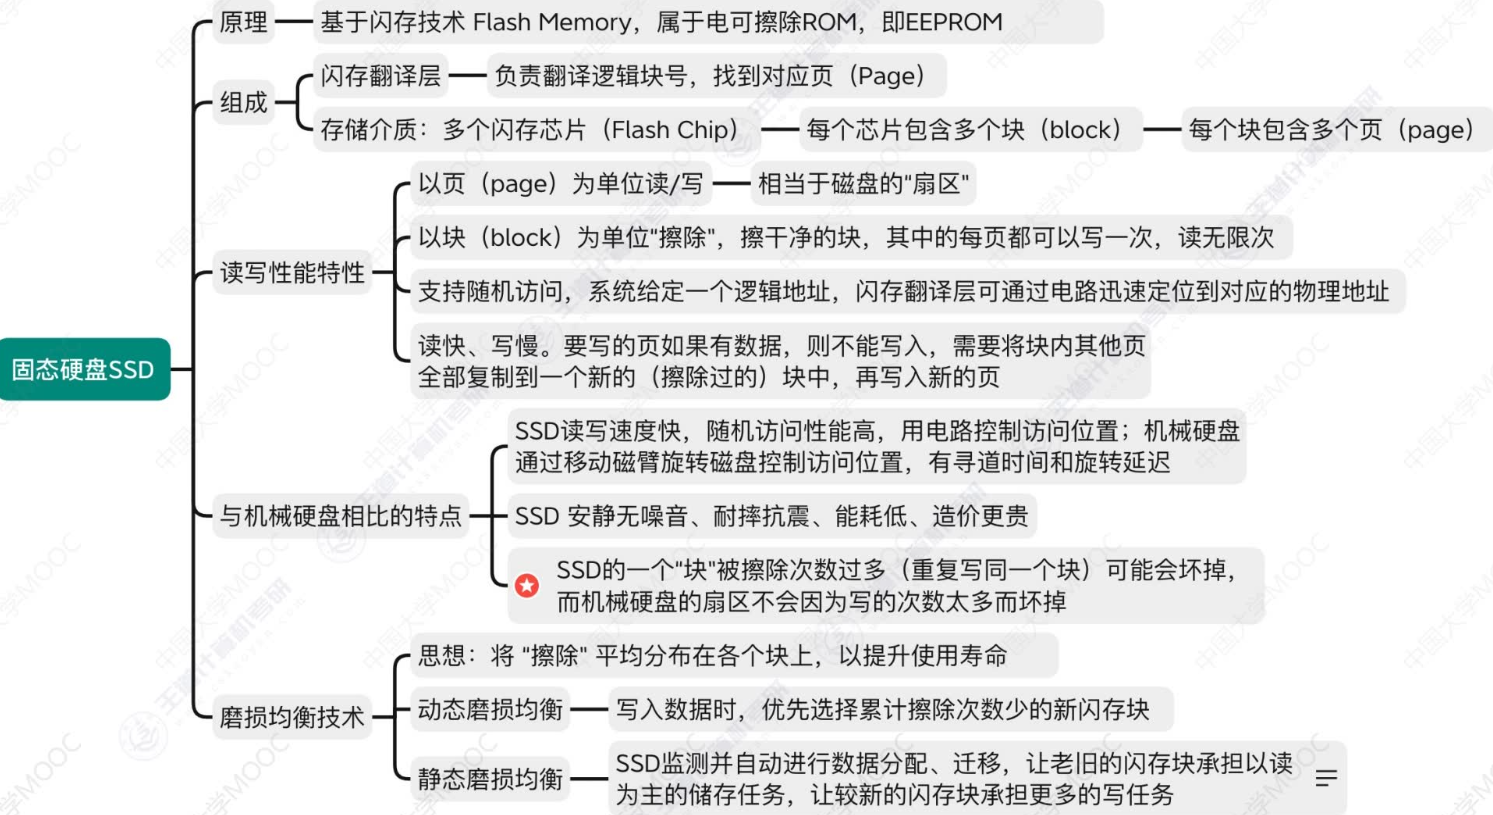 原理
基于闪存技术 Flash Memory，属于电可擦除ROM，即EEPROM
组成
闪存翻译层
负责翻译逻辑块号，找到对应页（Page）
存储介质：多个闪存芯片（Flash Chip）
每个芯片包含多个块（block）
每个块包含多个页（page）
读写性能特性
以页（page）为单位读/写
相当于磁盘的"扇区"
以块（block）为单位"擦除"，擦干净的块，其中的每页都可以写一次，读无限次
支持随机访问，系统给定一个逻辑地址，闪存翻译层可通过电路迅速定位到对应的物理地址
读快、写慢。要写的页如果有数据，则不能写入，需要将块内其他页
全部复制到一个新的（擦除过的）块中，再写入新的页
固态硬盘SSD
与机械硬盘相比的特点
SSD读写速度快，随机访问性能高，用电路控制访问位置；机械硬盘
通过移动磁臂旋转磁盘控制访问位置，有寻道时间和旋转延迟
SSD 安静无噪音、耐摔抗震、能耗低、造价更贵
SSD的一个"块"被擦除次数过多（重复写同一个块）可能会坏掉，
而机械硬盘的扇区不会因为写的次数太多而坏掉
磨损均衡技术
思想：将 "擦除" 平均分布在各个块上，以提升使用寿命
动态磨损均衡
写入数据时，优先选择累计擦除次数少的新闪存块
静态磨损均衡
SSD监测并自动进行数据分配、迁移，让老旧的闪存块承担以读
为主的储存任务，让较新的闪存块承担更多的写任务
中国大学MOOC
王道计算机考研